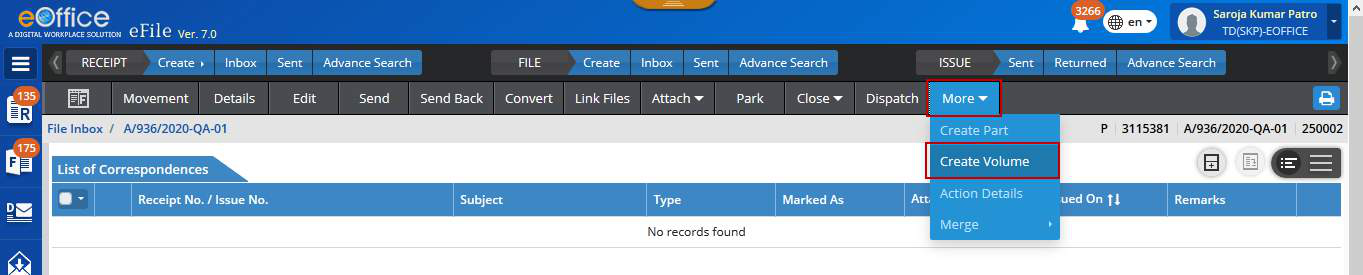 eOffice
A DIGITAL WORKPLACE SOLUTION eFile Ver. 7.0
3266
en
Saroja Kumar Patro
TD(SKP)-EOFFICE
RECEIPT Create Inbox Sent Advance Search FILE Create Inbox Sent Advance Search ISSUE Sent Returned Advance Search
135
R
F Movement Details Edit Send Send Back Convert Link Files Attach Park Close Dispatch More
File Inbox / A/936/2020-QA-01 P 3115381 A/936/2020-QA-01 250002
175
F
D
Create Part
Create Volume
Action Details
Merge
List of Correspondences
Receipt No. / Issue No. Subject Type Marked As Atta ued On Remarks
No records found